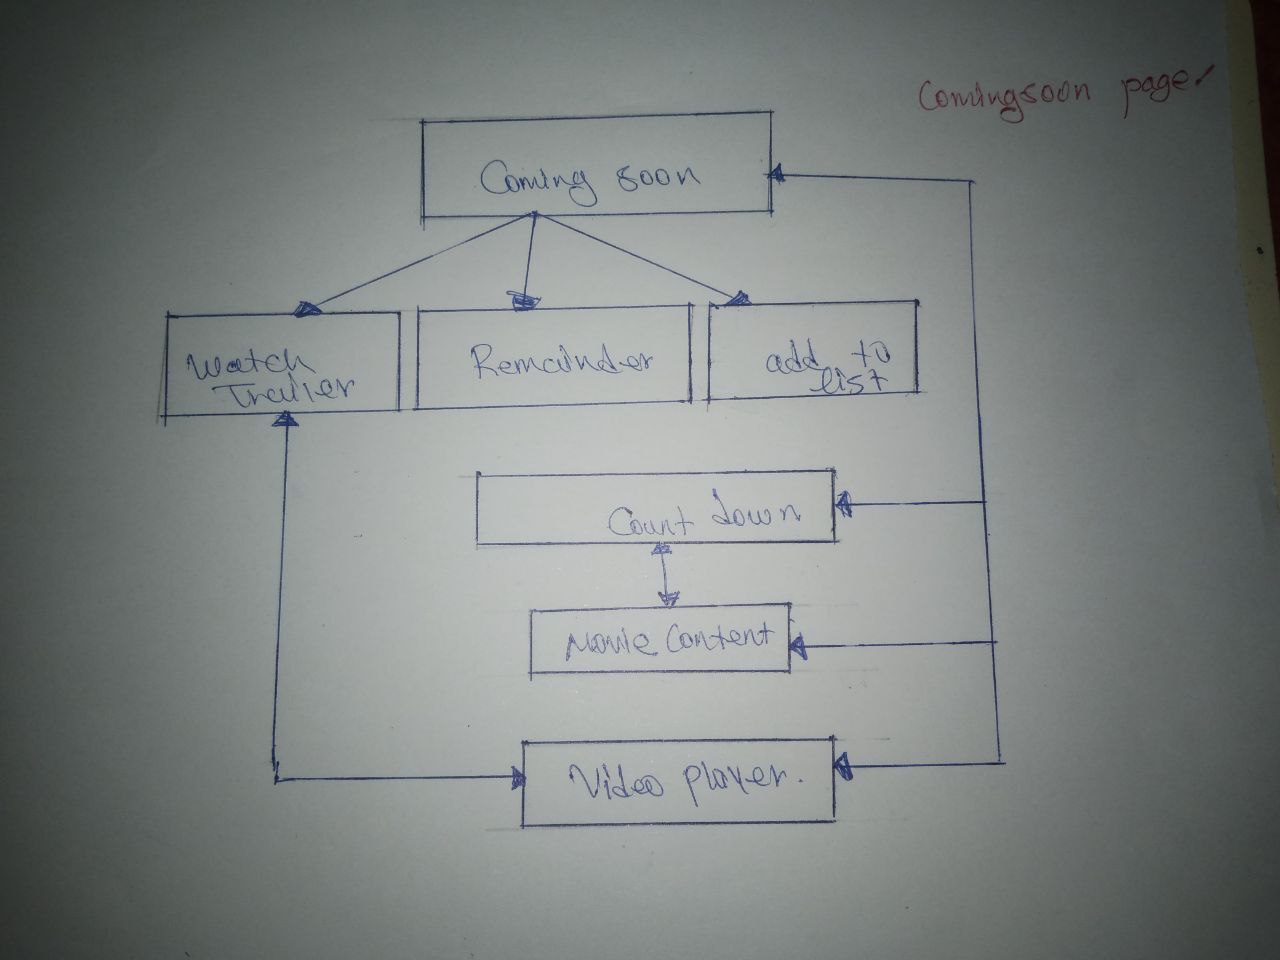 Comingsoon page
Coming soon
Watch
Trailer
Remainder
add to
list
Count down
Movie Content
Video player.